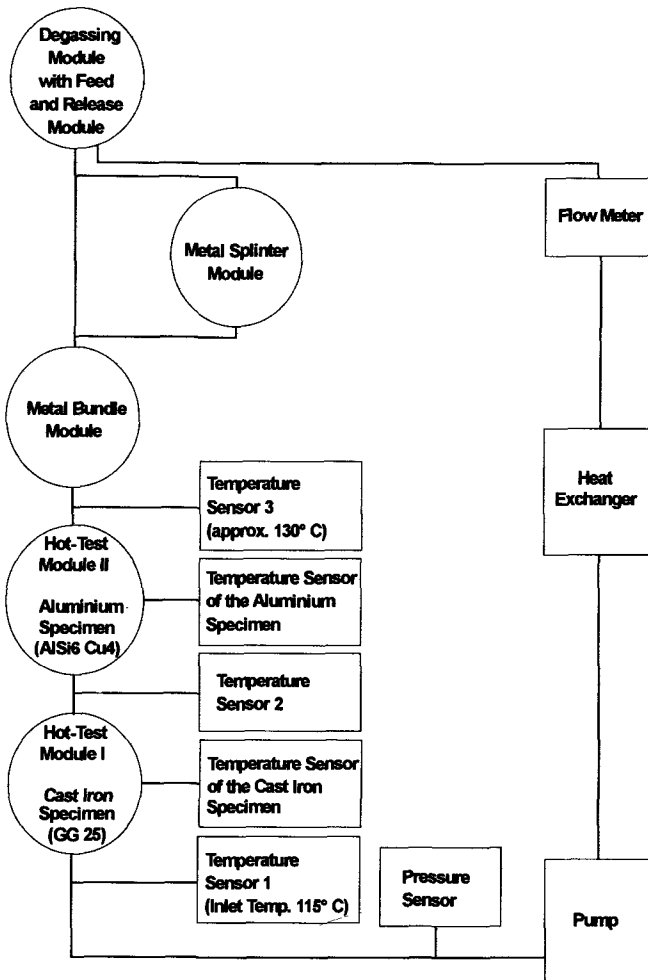 Degassing
Module
with Feed
and Release
Module
Flow Meter
Metal Splinter
Module
Metal Bundle
Module
Heat
Exchanger
Temperature
Sensor 3
(approx. 130° C)
Hot-Test
Module II
Aluminium
Specimen
(AlSi6 Cu4)
Temperature Sensor
of the Aluminium
Specimen
Temperature
Sensor 2
Hot-Test
Module I
Cast Iron
Specimen
(GG 25)
Temperature Sensor
of the Cast Iron
Specimen
Temperature
Sensor 1
(Inlet Temp. 115° C)
Pressure
Sensor
Pump